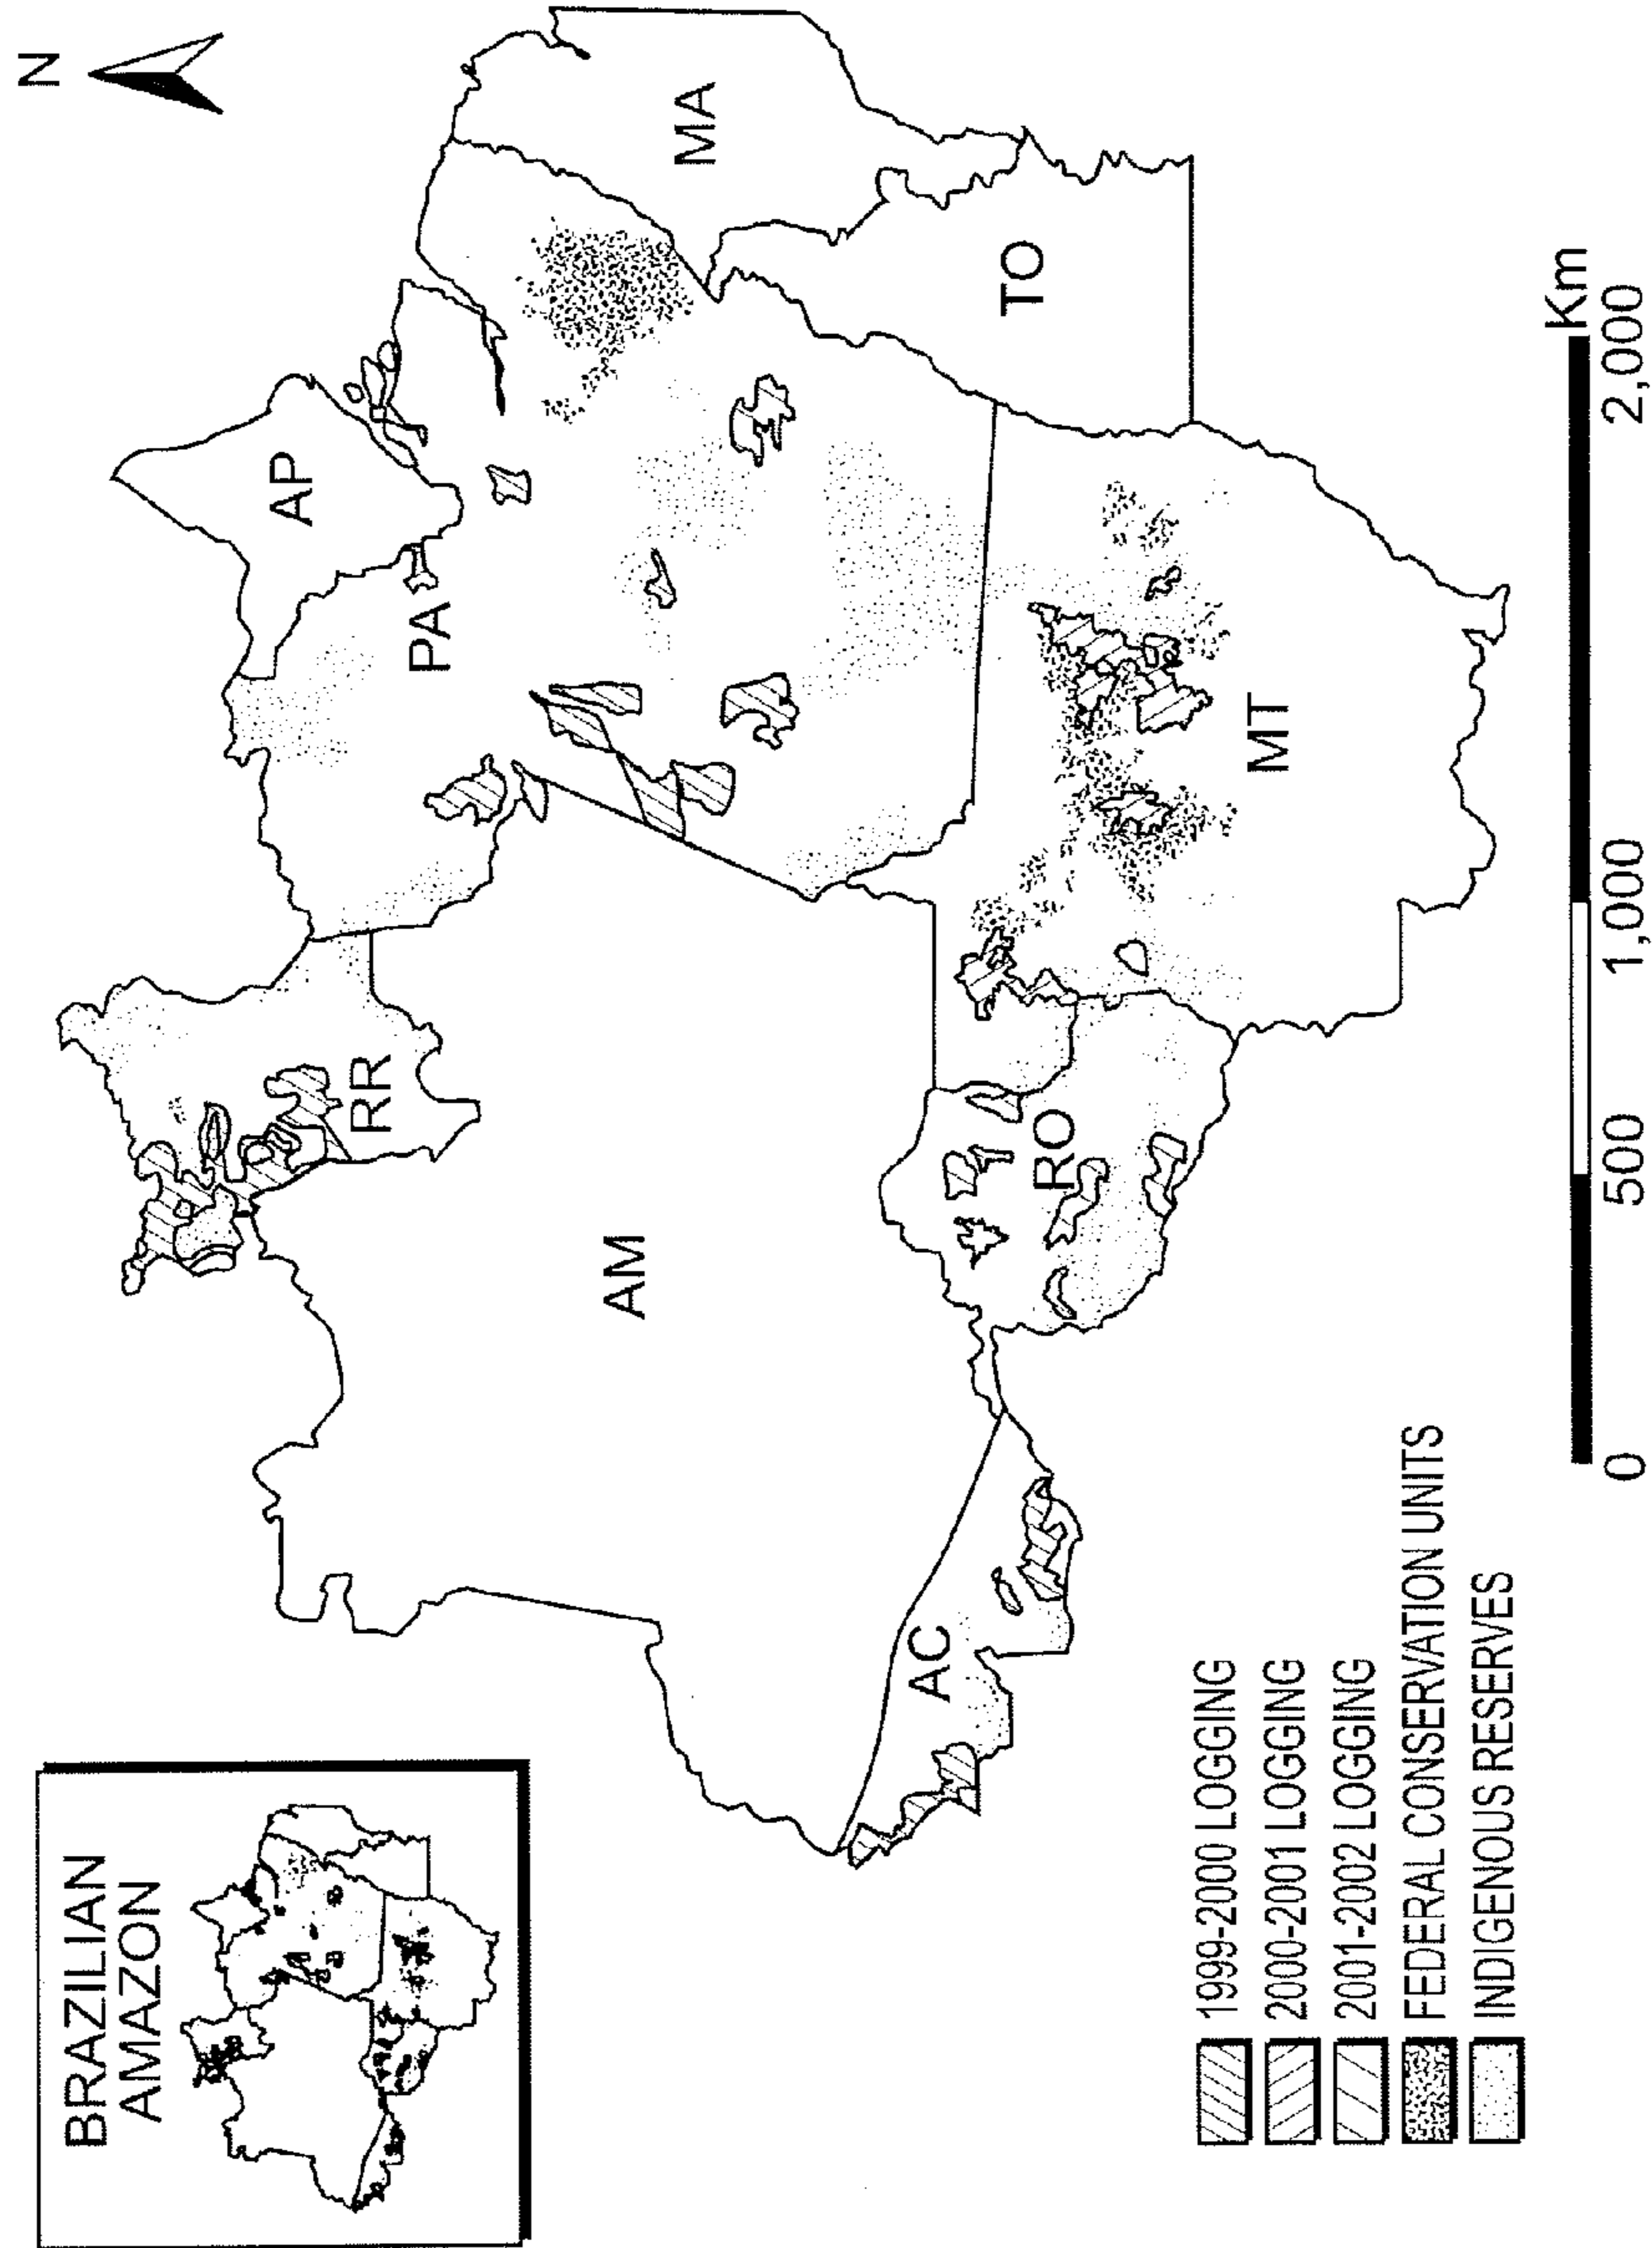 BRAZILIAN
AMAZON
N
RR
AP
PA
MA
AM
AC
RO
MT
TO
1999-2000 LOGGING
2000-2001 LOGGING
2001-2002 LOGGING
FEDERAL CONSERVATION UNITS
INDIGENOUS RESERVES
Km
0 500 1,000 2,000